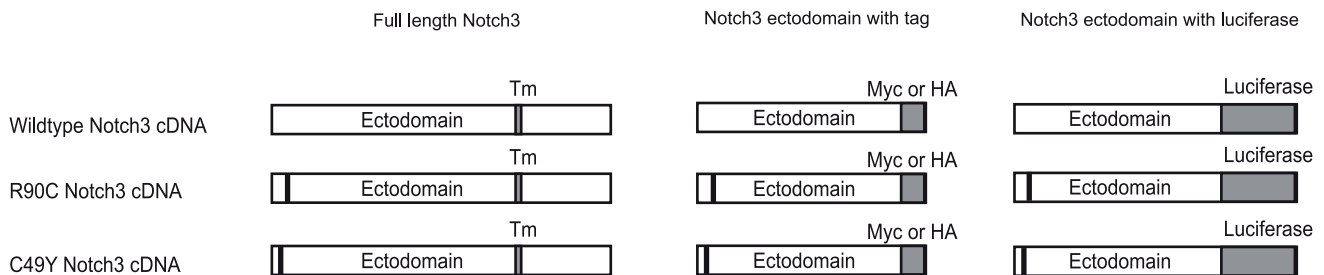 Full length Notch3
Notch3 ectodomain with tag
Notch3 ectodomain with luciferase
Tm
Myc or HA
Luciferase
Wildtype Notch3 cDNA
Ectodomain
Ectodomain
Ectodomain
Tm
Myc or HA
Luciferase
R90C Notch3 cDNA
Ectodomain
Ectodomain
Ectodomain
Tm
Myc or HA
Luciferase
C49Y Notch3 cDNA
Ectodomain
Ectodomain
Ectodomain